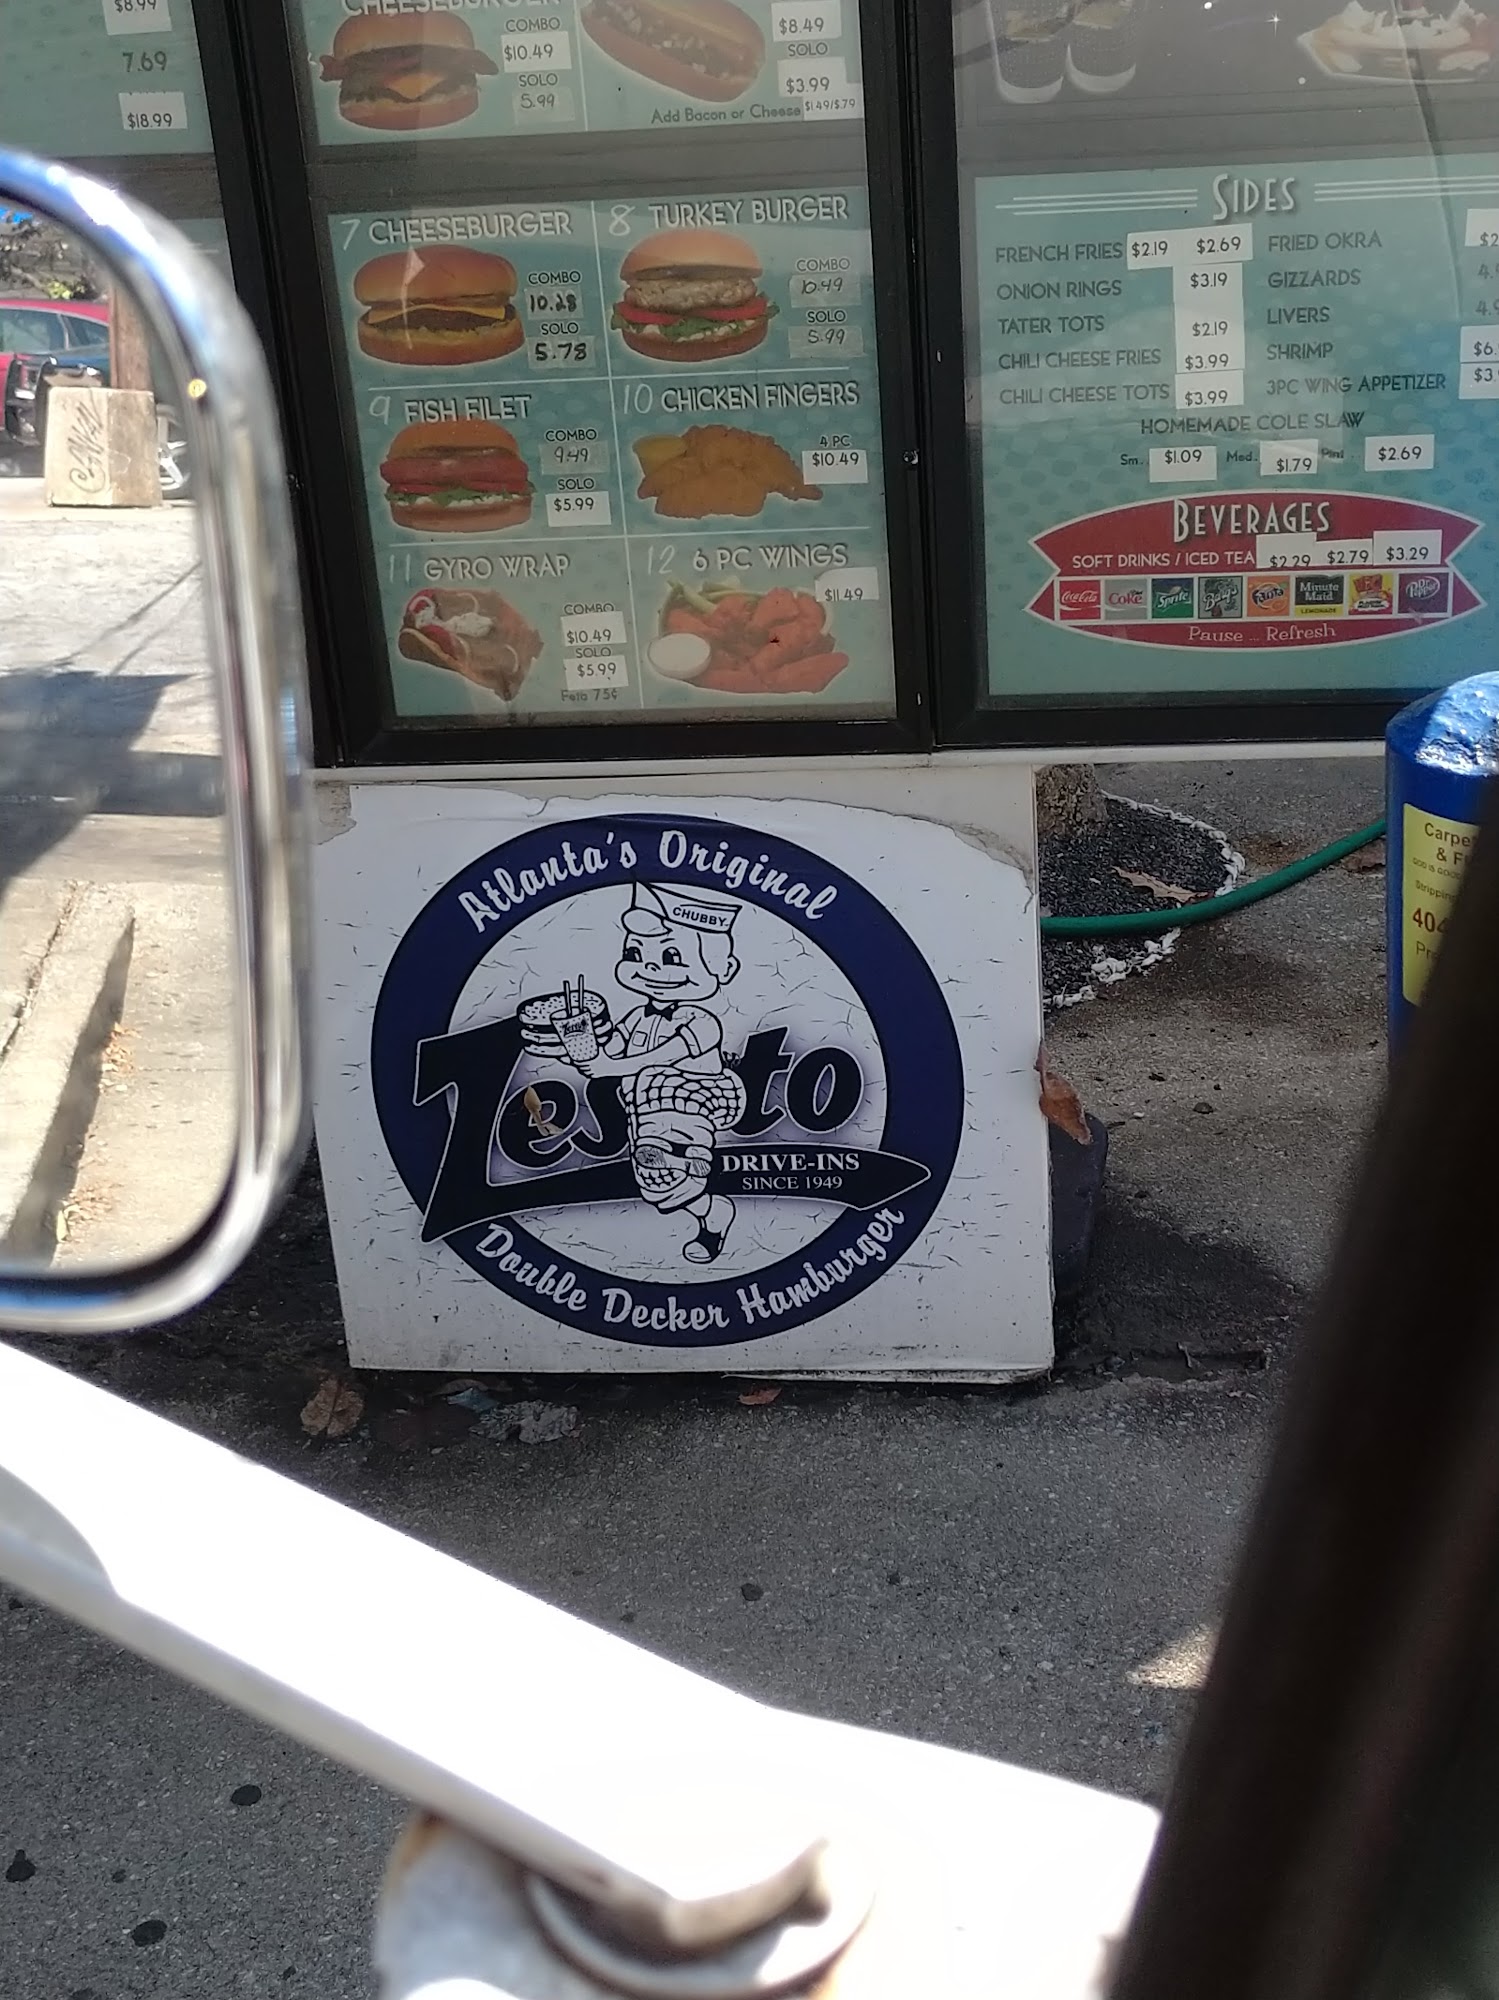 $8.99
7.69
$18.99
CHEESEBURGER
COMBO
$10.49
SOLO
5.99
$8.49
SOLO
$3.99
Add Bacon or Cheese $1.49/$.79
7 CHEESEBURGER
COMBO
10.28
SOLO
5.78
8 TURKEY BURGER
COMBO
10.49
SOLO
5.99
9 FISH FILET
COMBO
9.49
SOLO
$5.99
10 CHICKEN FINGERS
4 PC
$10.49
11 GYRO WRAP
COMBO
$10.49
SOLO
$5.99
Feta 75¢
12 6 PC WINGS
$11.49
SIDES
FRENCH FRIES $2.19 $2.69
ONION RINGS $3.19
TATER TOTS $2.19
CHILI CHEESE FRIES $3.99
CHILI CHEESE TOTS $3.99
FRIED OKRA
GIZZARDS
LIVERS
SHRIMP
3PC WING APPETIZER
HOMEMADE COLE SLAW
Sm.. $1.09 Med. $1.79 Pint .. $2.69
BEVERAGES
SOFT DRINKS / ICED TEA $2.29 $2.79 $3.29
Coca-Cola Coke Sprite Barq's Fanta Minute Maid LEMONADE Dr Pepper
Pause ... Refresh
Atlanta's Original
CHUBBY
Zesto
DRIVE-INS
SINCE 1949
Double Decker Hamburger
& F
404